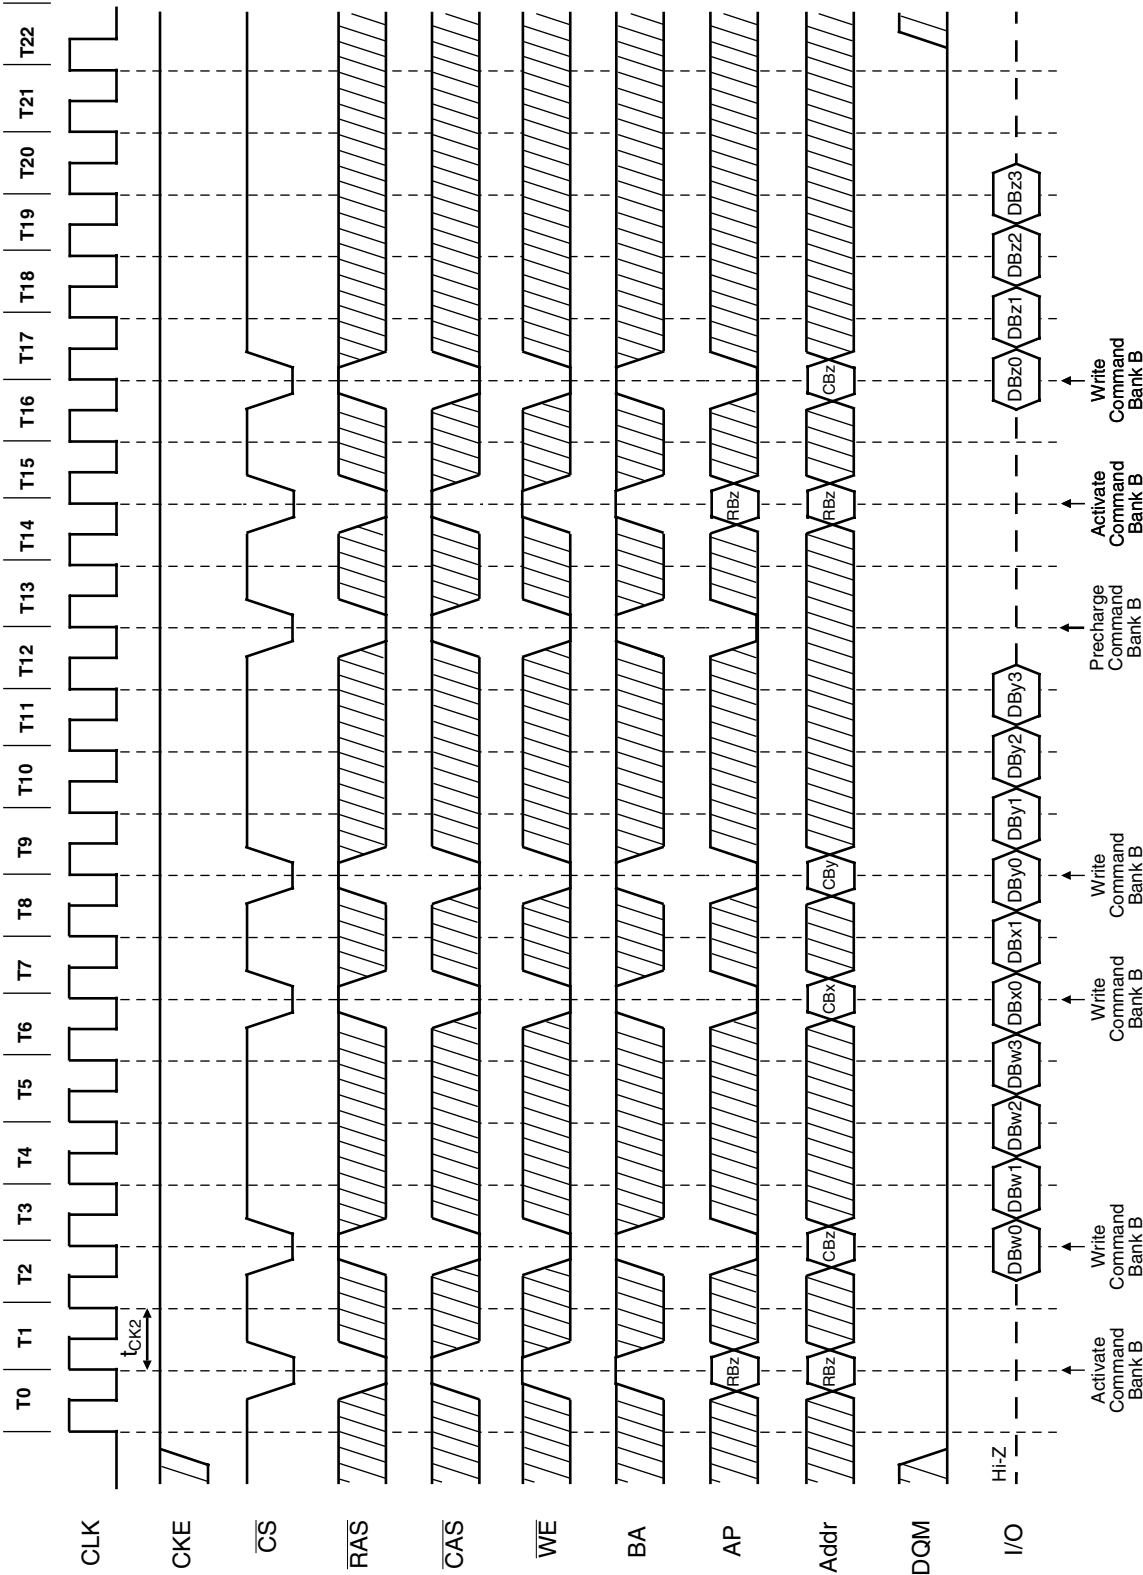 T0 T1 T2 T3 T4 T5 T6 T7 T8 T9 T10 T11 T12 T13 T14 T15 T16 T17 T18 T19 T20 T21 T22
CLK
tCK2
CKE
CS
RAS
CAS
WE
BA
AP
RBz RBz
Addr
RBz CBz CBx CBy RBz CBz
DQM
I/O
Hi-Z
DBw0 DBw1 DBw2 DBw3 DBx0 DBx1 DBy0 DBy1 DBy2 DBy3 DBz0 DBz1 DBz2 DBz3
Activate
Command
Bank B
Write
Command
Bank B
Write
Command
Bank B
Write
Command
Bank B
Precharge
Command
Bank B
Activate
Command
Bank B
Write
Command
Bank B